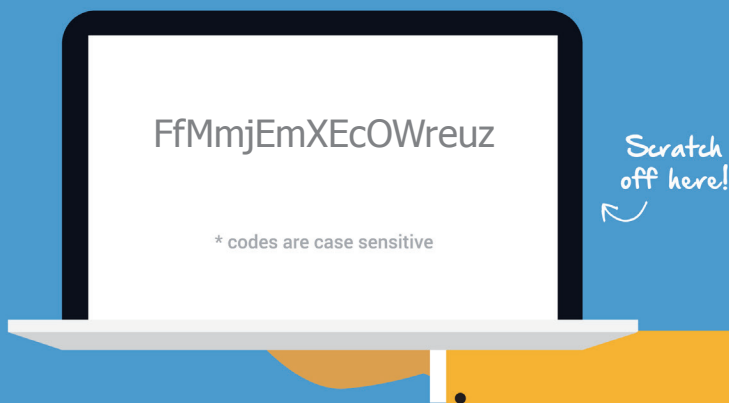 FfMmjEmXEcOWreuz
Scratch
off here!
* codes are case sensitive